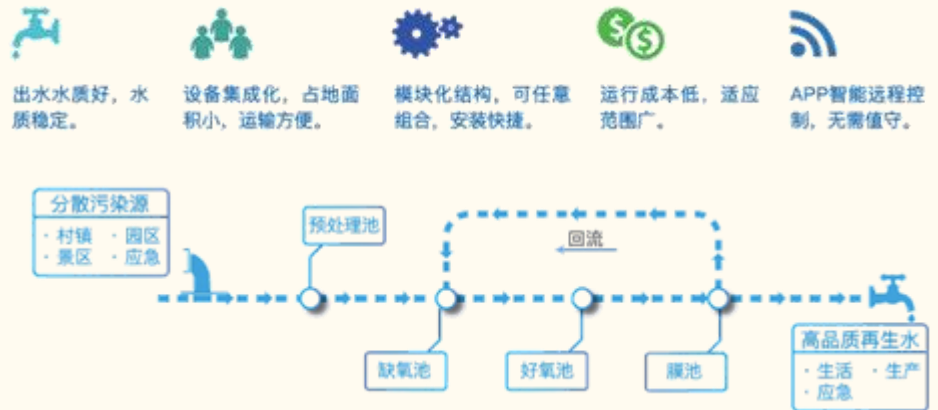 出水水质好，水
质稳定。
设备集成化，占地面
积小，运输方便。
模块化结构，可任意
组合，安装快捷。
运行成本低，适应
范围广。
APP智能远程控
制，无需值守。
分散污染源
· 村镇 · 园区
· 景区 · 应急
预处理池
回流
缺氧池
好氧池
膜池
高品质再生水
· 生活 · 生产
· 应急